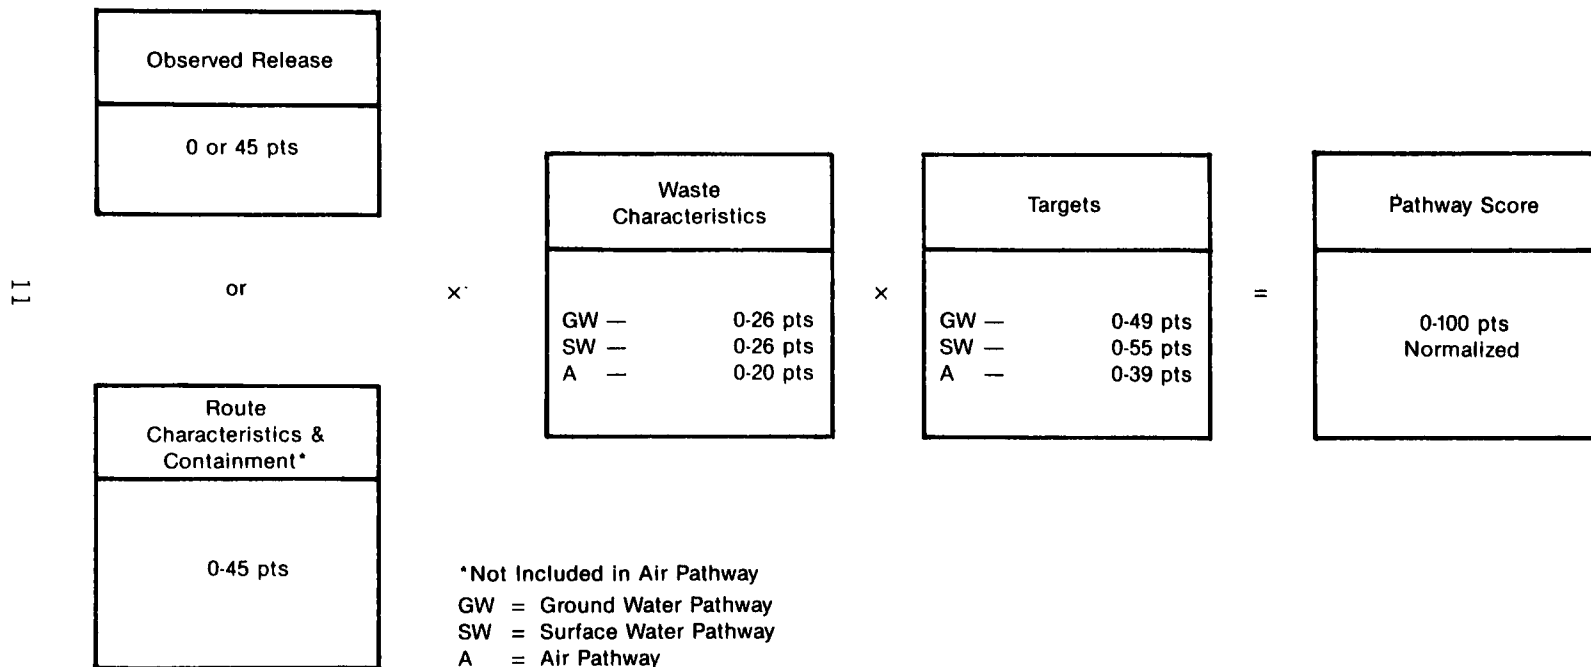 Observed Release
0 or 45 pts
11
or
Route
Characteristics &
Containment*
0-45 pts
×
Waste
Characteristics
GW — 0-26 pts
SW — 0-26 pts
A — 0-20 pts
×
Targets
GW — 0-49 pts
SW — 0-55 pts
A — 0-39 pts
=
Pathway Score
0-100 pts
Normalized
*Not Included in Air Pathway
GW = Ground Water Pathway
SW = Surface Water Pathway
A = Air Pathway